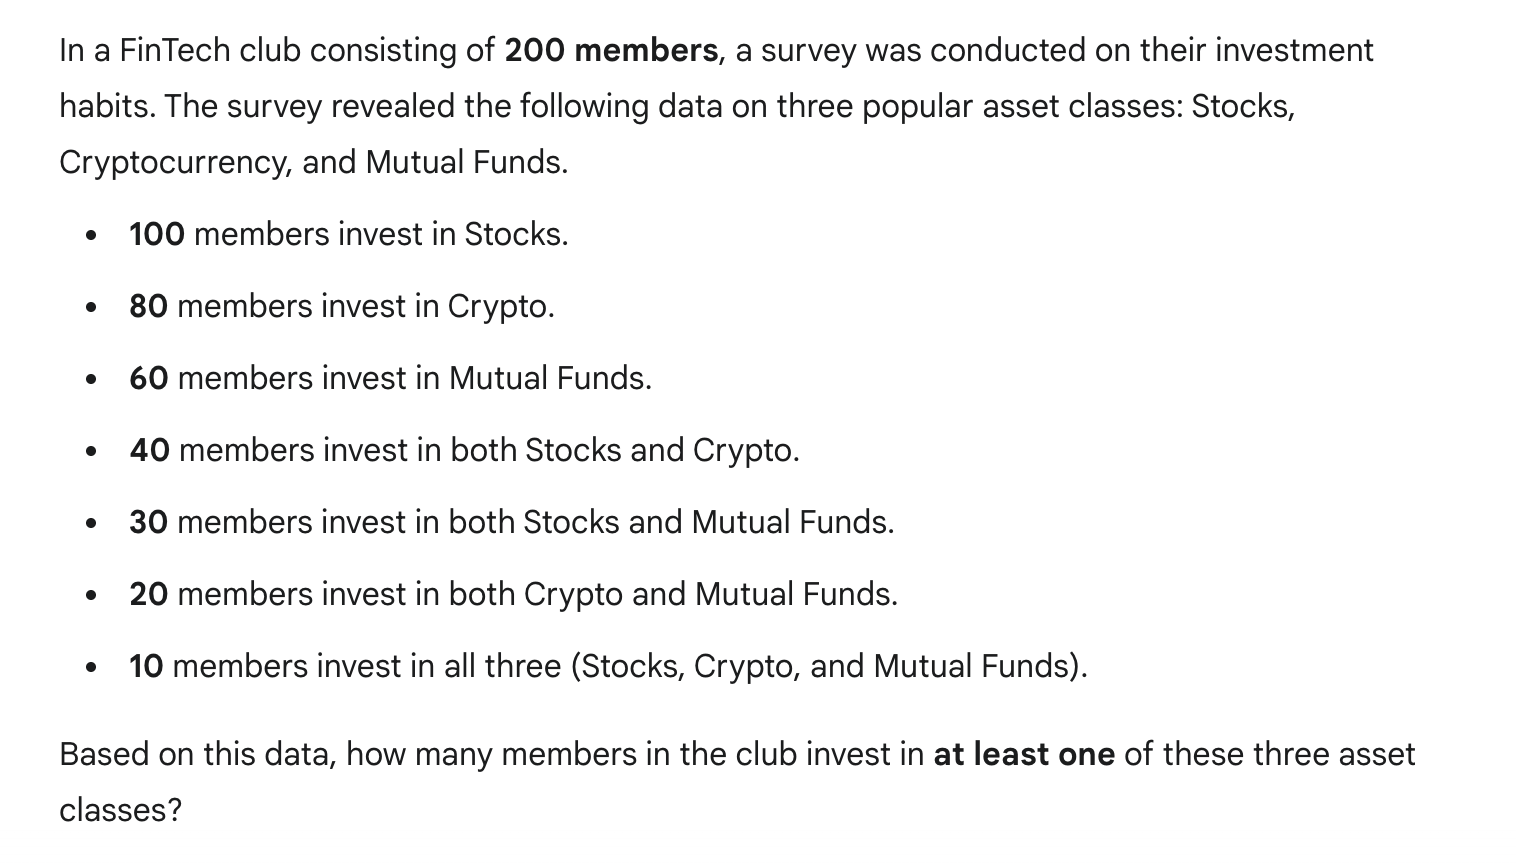 In a FinTech club consisting of 200 members, a survey was conducted on their investment
habits. The survey revealed the following data on three popular asset classes: Stocks,
Cryptocurrency, and Mutual Funds.
• 100 members invest in Stocks.
• 80 members invest in Crypto.
• 60 members invest in Mutual Funds.
• 40 members invest in both Stocks and Crypto.
• 30 members invest in both Stocks and Mutual Funds.
• 20 members invest in both Crypto and Mutual Funds.
• 10 members invest in all three (Stocks, Crypto, and Mutual Funds).
Based on this data, how many members in the club invest in at least one of these three asset
classes?